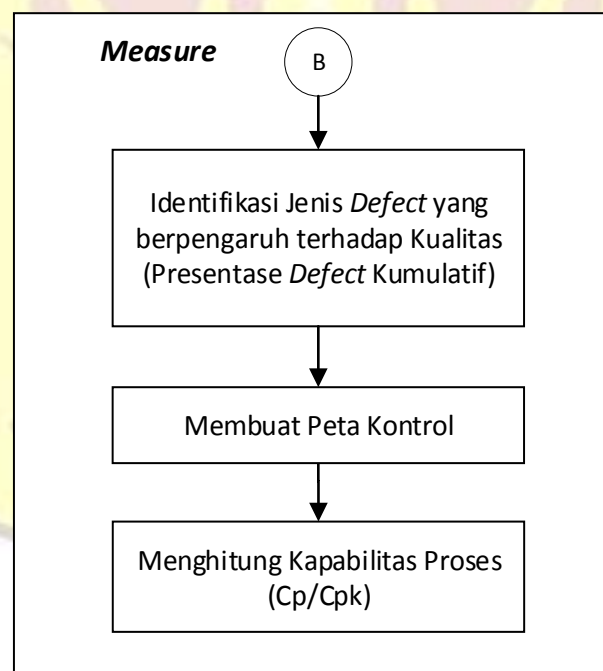 Measure
B
Identifikasi Jenis Defect yang
berpengaruh terhadap Kualitas
(Presentase Defect Kumulatif)
Membuat Peta Kontrol
Menghitung Kapabilitas Proses
(Cp/Cpk)